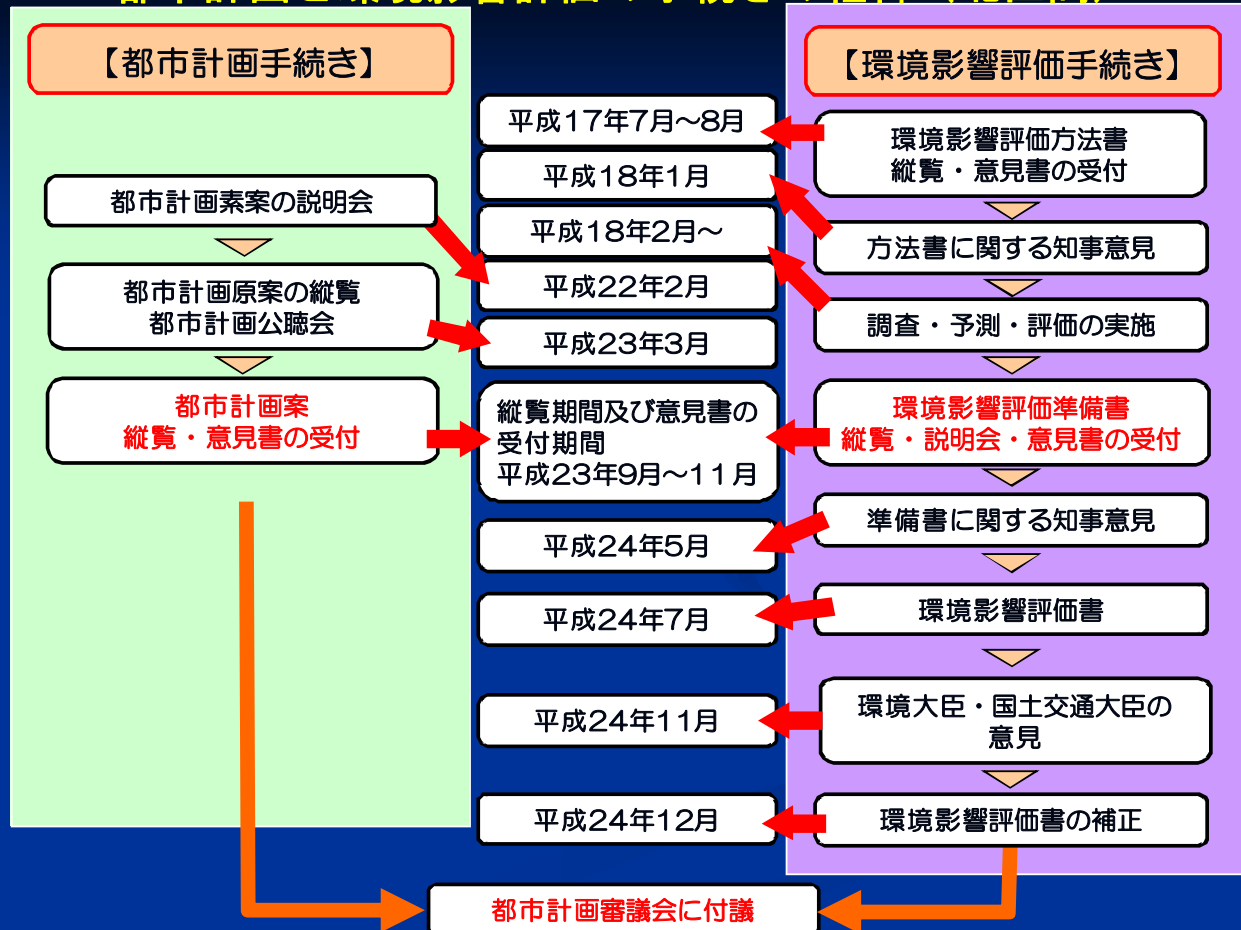 【都市計画手続き】
都市計画素案の説明会
都市計画原案の縦覧
都市計画公聴会
都市計画案
縦覧・意見書の受付
平成17年7月～8月
平成18年1月
平成18年2月～
平成22年2月
平成23年3月
縦覧期間及び意見書の
受付期間
平成23年9月～11月
平成24年5月
平成24年7月
平成24年11月
平成24年12月
【環境影響評価手続き】
環境影響評価方法書
縦覧・意見書の受付
方法書に関する知事意見
調査・予測・評価の実施
環境影響評価準備書
縦覧・説明会・意見書の受付
準備書に関する知事意見
環境影響評価書
環境大臣・国土交通大臣の
意見
環境影響評価書の補正
都市計画審議会に付議